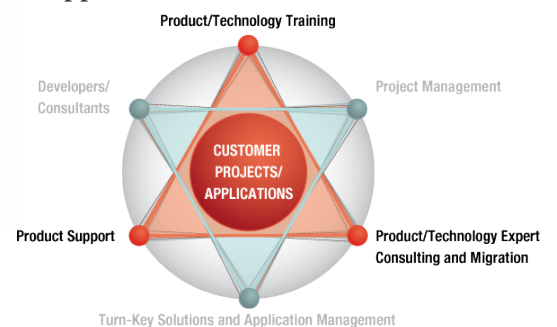 Product/Technology Training
Developers/
Consultants
Project Management
CUSTOMER
PROJECTS/
APPLICATIONS
Product Support
Product/Technology Expert
Consulting and Migration
Turn-Key Solutions and Application Management